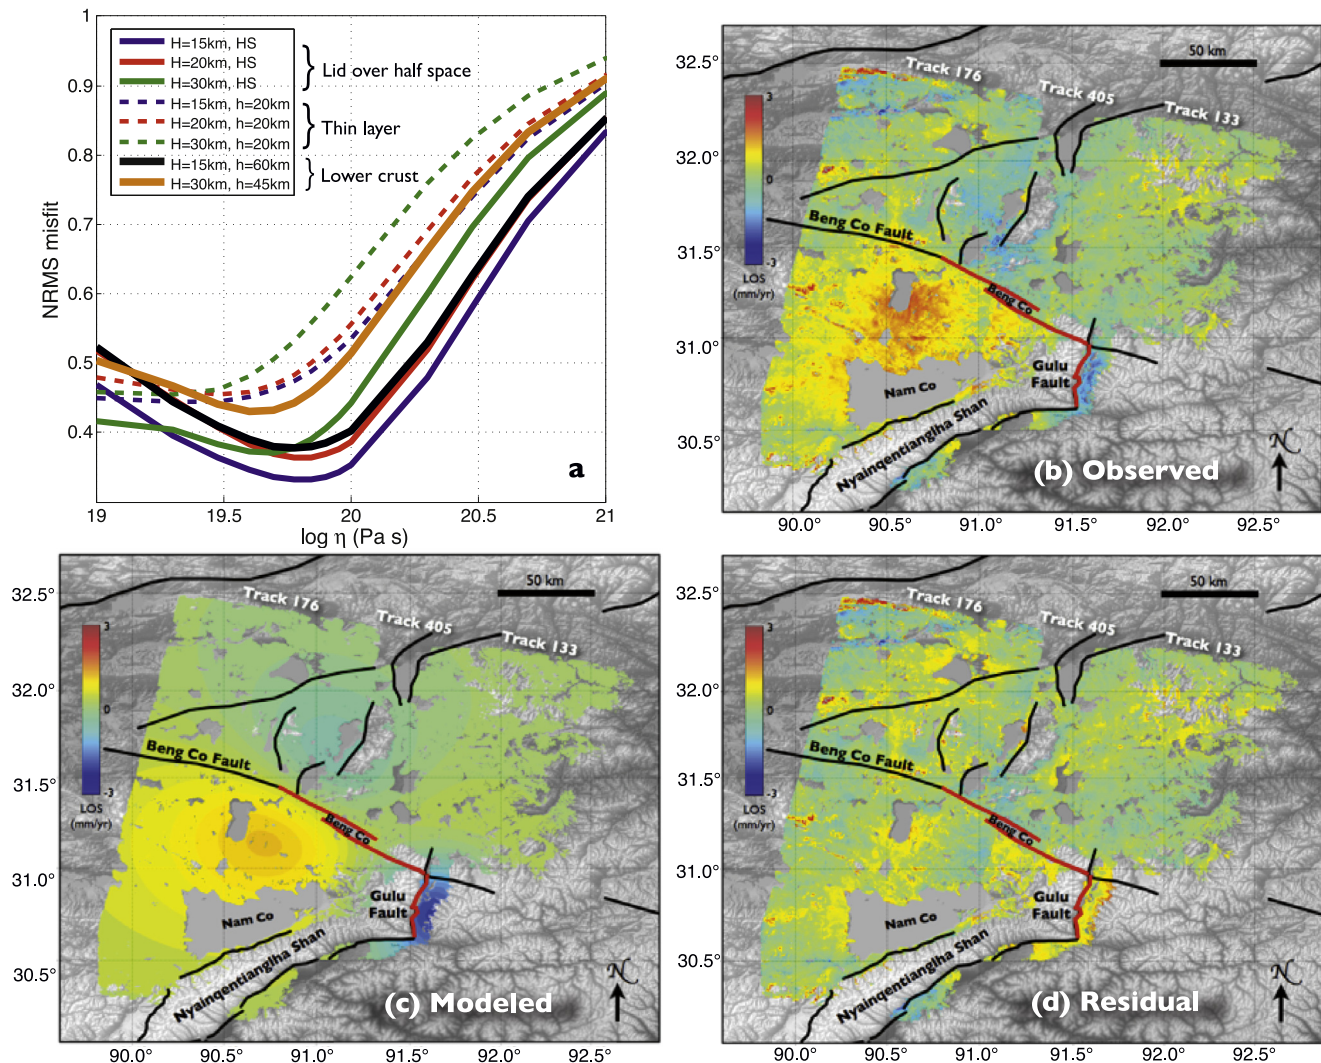 1
0.9
0.8
0.7
0.6
0.5
0.4
NRMS misfit
19
19.5
20
20.5
21
log η (Pa s)
H=15km, HS
H=20km, HS
H=30km, HS
Lid over half space
H=15km, h=20km
H=20km, h=20km
H=30km, h=20km
Thin layer
H=15km, h=60km
H=30km, h=45km
Lower crust
a
32.5°
32.0°
31.5°
31.0°
30.5°
90.0°
90.5°
91.0°
91.5°
92.0°
92.5°
50 km
Track 176
Track 405
Track 133
3
0
-3
LOS
(mm/yr)
Beng Co Fault
Beng Co
Gulu
Fault
Nam Co
Nyainqentianglha Shan
(b) Observed
N
32.5°
32.0°
31.5°
31.0°
30.5°
90.0°
90.5°
91.0°
91.5°
92.0°
92.5°
50 km
Track 176
Track 405
Track 133
3
0
-3
LOS
(mm/yr)
Beng Co Fault
Beng Co
Gulu
Fault
Nam Co
Nyainqentianglha Shan
(c) Modeled
N
32.5°
32.0°
31.5°
31.0°
30.5°
90.0°
90.5°
91.0°
91.5°
92.0°
92.5°
50 km
Track 176
Track 405
Track 133
3
0
-3
LOS
(mm/yr)
Beng Co Fault
Beng Co
Gulu
Fault
Nam Co
Nyainqentianglha Shan
(d) Residual
N